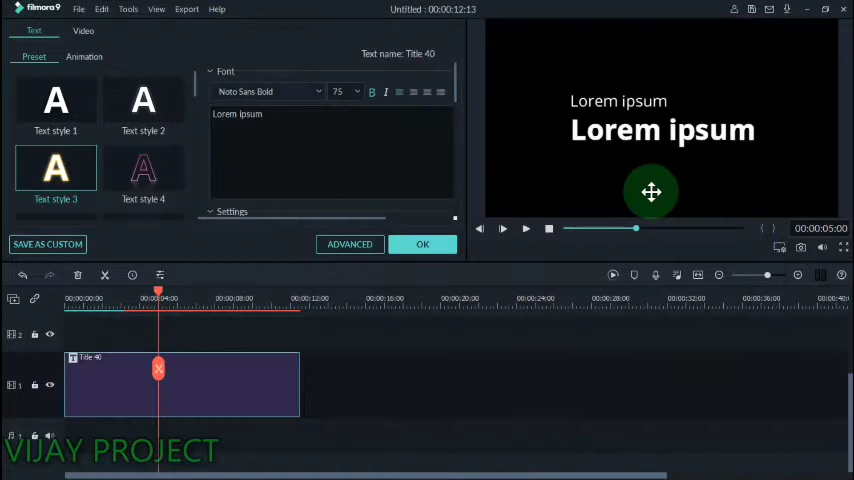 filmora 9 File Edit Tools View Export Help Untitled : 00:00:12:13
Text Video
Preset Animation Text name: Title 40
Font
Noto Sans Bold 75 B I
Lorem ipsum
A Text style 1
A Text style 2
A Text style 3
A Text style 4
Settings
SAVE AS CUSTOM ADVANCED OK
Lorem ipsum
Lorem ipsum
{ } 00:00:05:00
00:00:00:00 00:00:04:00 00:00:08:00 00:00:12:00 00:00:16:00 00:00:20:00 00:00:24:00 00:00:28:00 00:00:32:00 00:00:36:00 00:00:40:0
2
T Title 40
1
1
VIJAY PROJECT